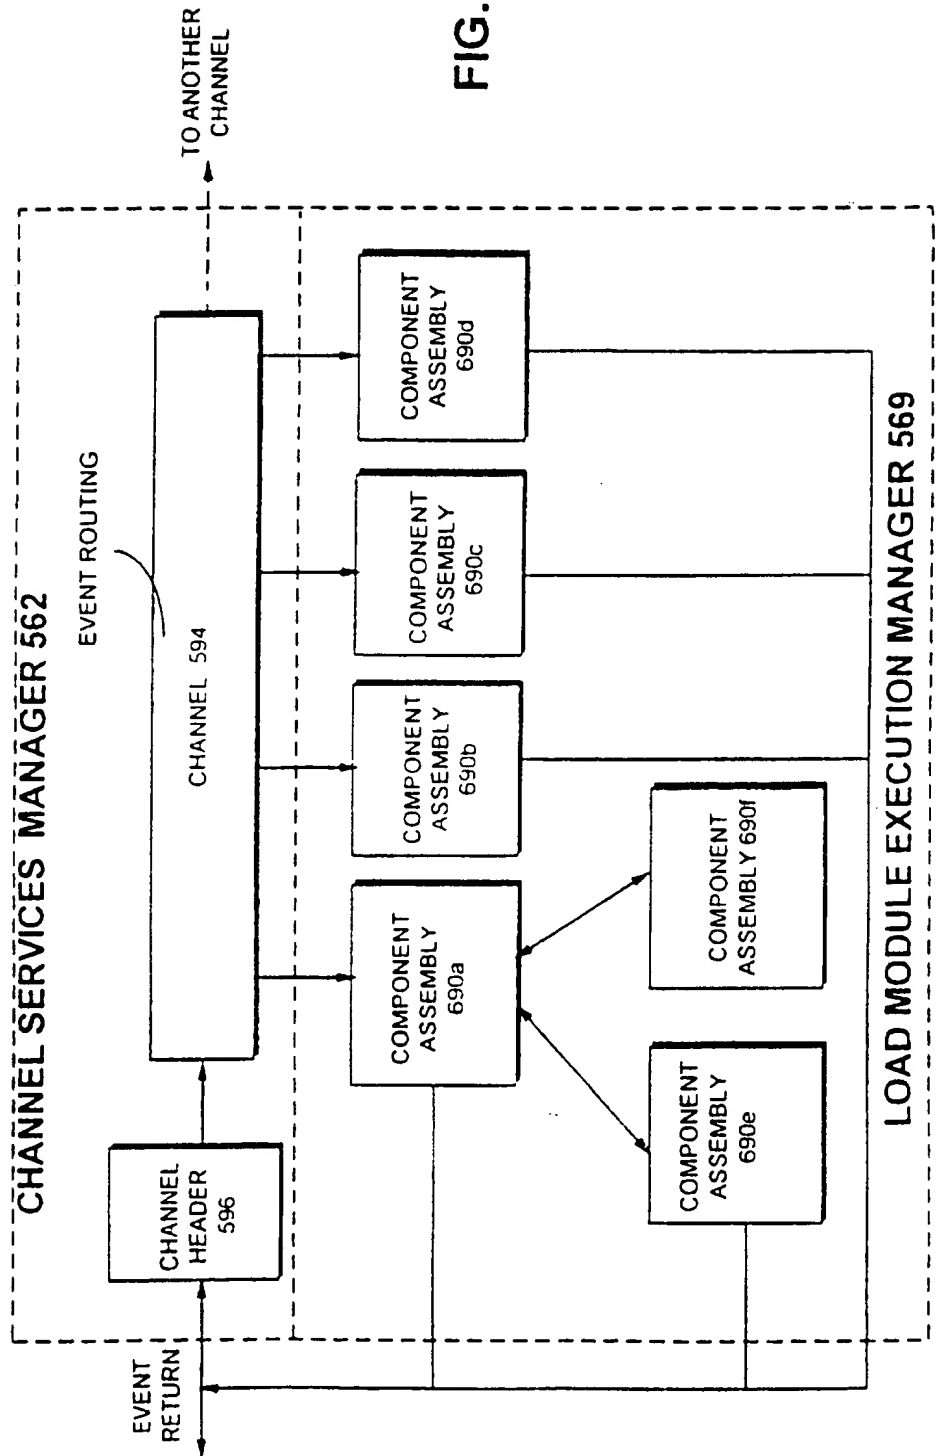 CHANNEL SERVICES MANAGER 562
EVENT ROUTING
TO ANOTHER
CHANNEL
FIG.
CHANNEL
HEADER
596
CHANNEL 594
EVENT
RETURN
COMPONENT
ASSEMBLY
690a
COMPONENT
ASSEMBLY
690b
COMPONENT
ASSEMBLY
690c
COMPONENT
ASSEMBLY
690d
COMPONENT
ASSEMBLY
690e
COMPONENT
ASSEMBLY 690f
LOAD MODULE EXECUTION MANAGER 569